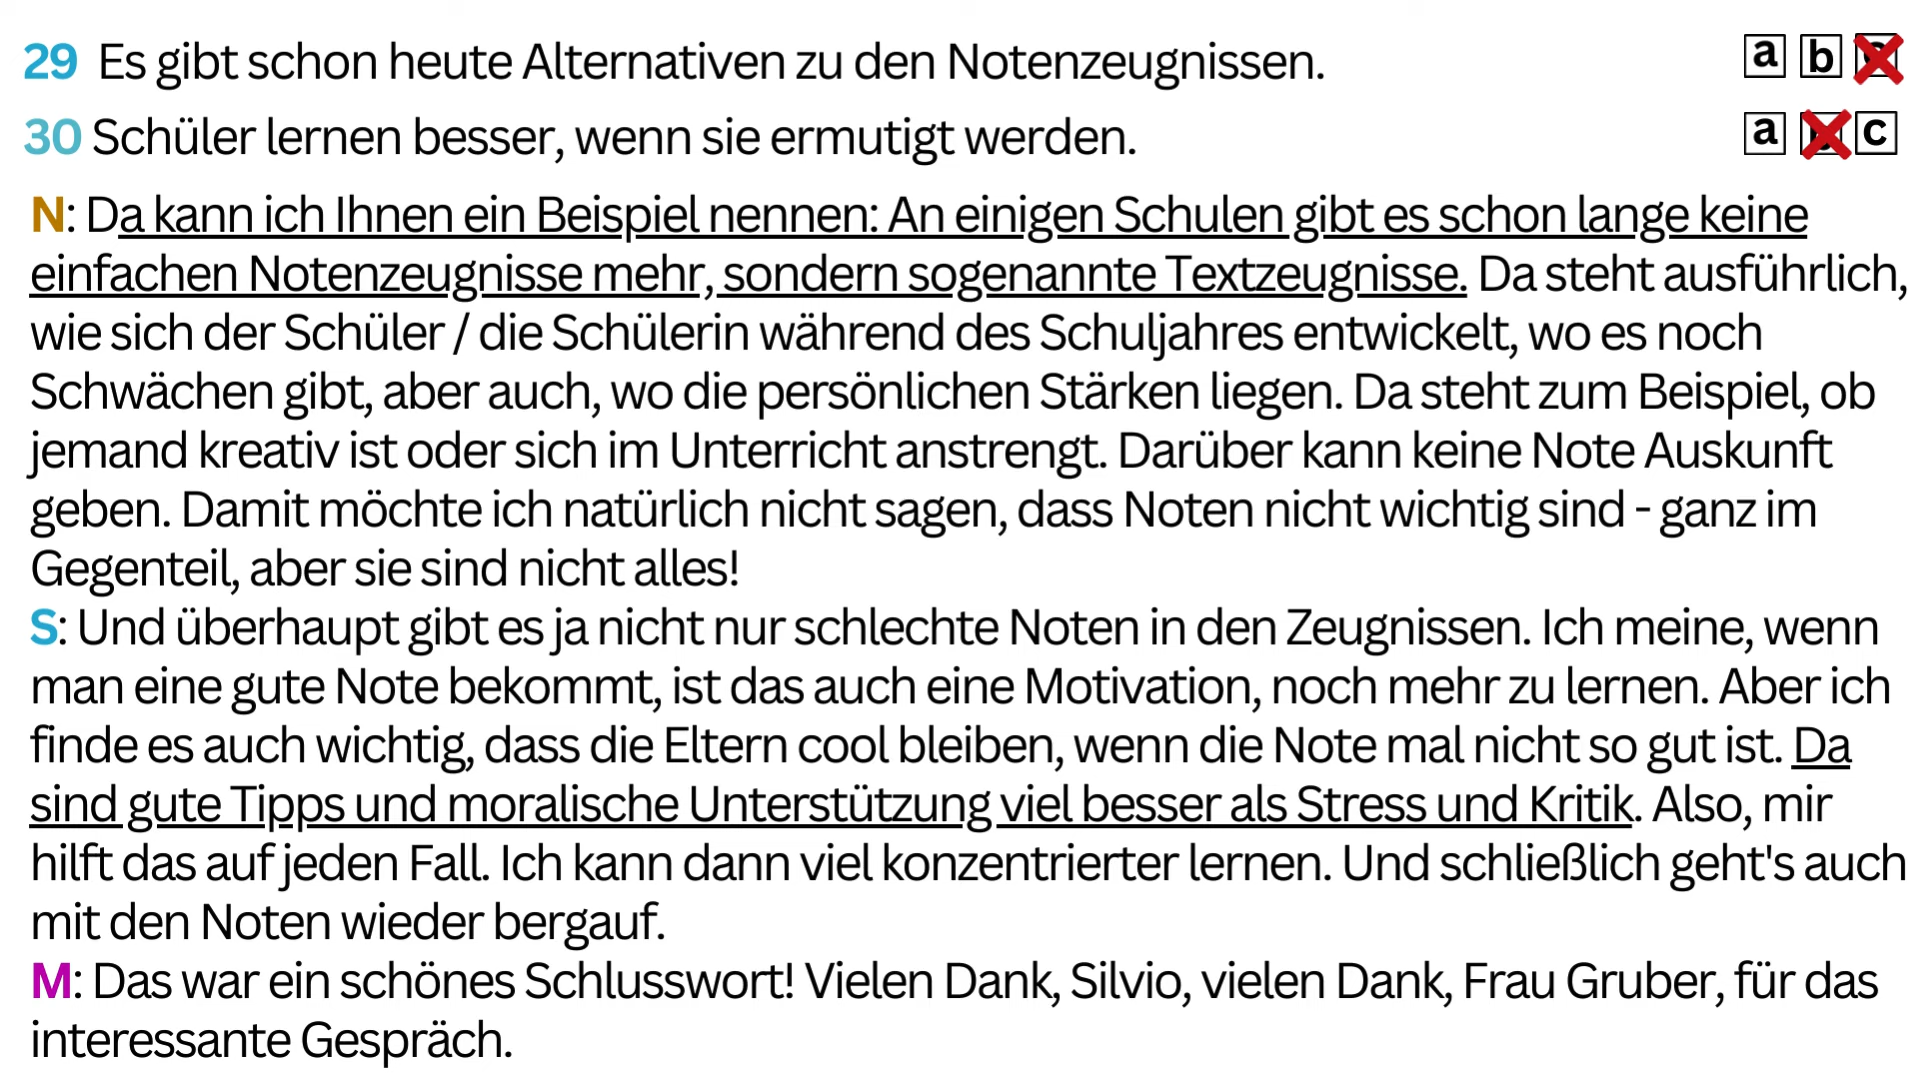 29 Es gibt schon heute Alternativen zu den Notenzeugnissen. a b
30 Schüler lernen besser, wenn sie ermutigt werden. a c
N: Da kann ich Ihnen ein Beispiel nennen: An einigen Schulen gibt es schon lange keine
einfachen Notenzeugnisse mehr, sondern sogenannte Textzeugnisse. Da steht ausführlich,
wie sich der Schüler / die Schülerin während des Schuljahres entwickelt, wo es noch
Schwächen gibt, aber auch, wo die persönlichen Stärken liegen. Da steht zum Beispiel, ob
jemand kreativ ist oder sich im Unterricht anstrengt. Darüber kann keine Note Auskunft
geben. Damit möchte ich natürlich nicht sagen, dass Noten nicht wichtig sind - ganz im
Gegenteil, aber sie sind nicht alles!
S: Und überhaupt gibt es ja nicht nur schlechte Noten in den Zeugnissen. Ich meine, wenn
man eine gute Note bekommt, ist das auch eine Motivation, noch mehr zu lernen. Aber ich
finde es auch wichtig, dass die Eltern cool bleiben, wenn die Note mal nicht so gut ist. Da
sind gute Tipps und moralische Unterstützung viel besser als Stress und Kritik. Also, mir
hilft das auf jeden Fall. Ich kann dann viel konzentrierter lernen. Und schließlich geht's auch
mit den Noten wieder bergauf.
M: Das war ein schönes Schlusswort! Vielen Dank, Silvio, vielen Dank, Frau Gruber, für das
interessante Gespräch.